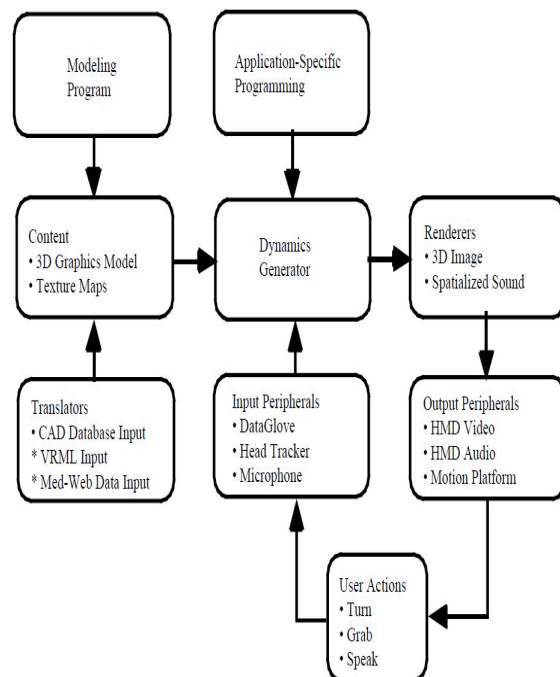 Modeling
Program
Application-Specific
Programming
Content
• 3D Graphics Model
• Texture Maps
Dynamics
Generator
Renderers
• 3D Image
• Spatialized Sound
Translators
• CAD Database Input
* VRML Input
* Med-Web Data Input
Input Peripherals
• DataGlove
• Head Tracker
• Microphone
Output Peripherals
• HMD Video
• HMD Audio
• Motion Platform
User Actions
• Turn
• Grab
• Speak